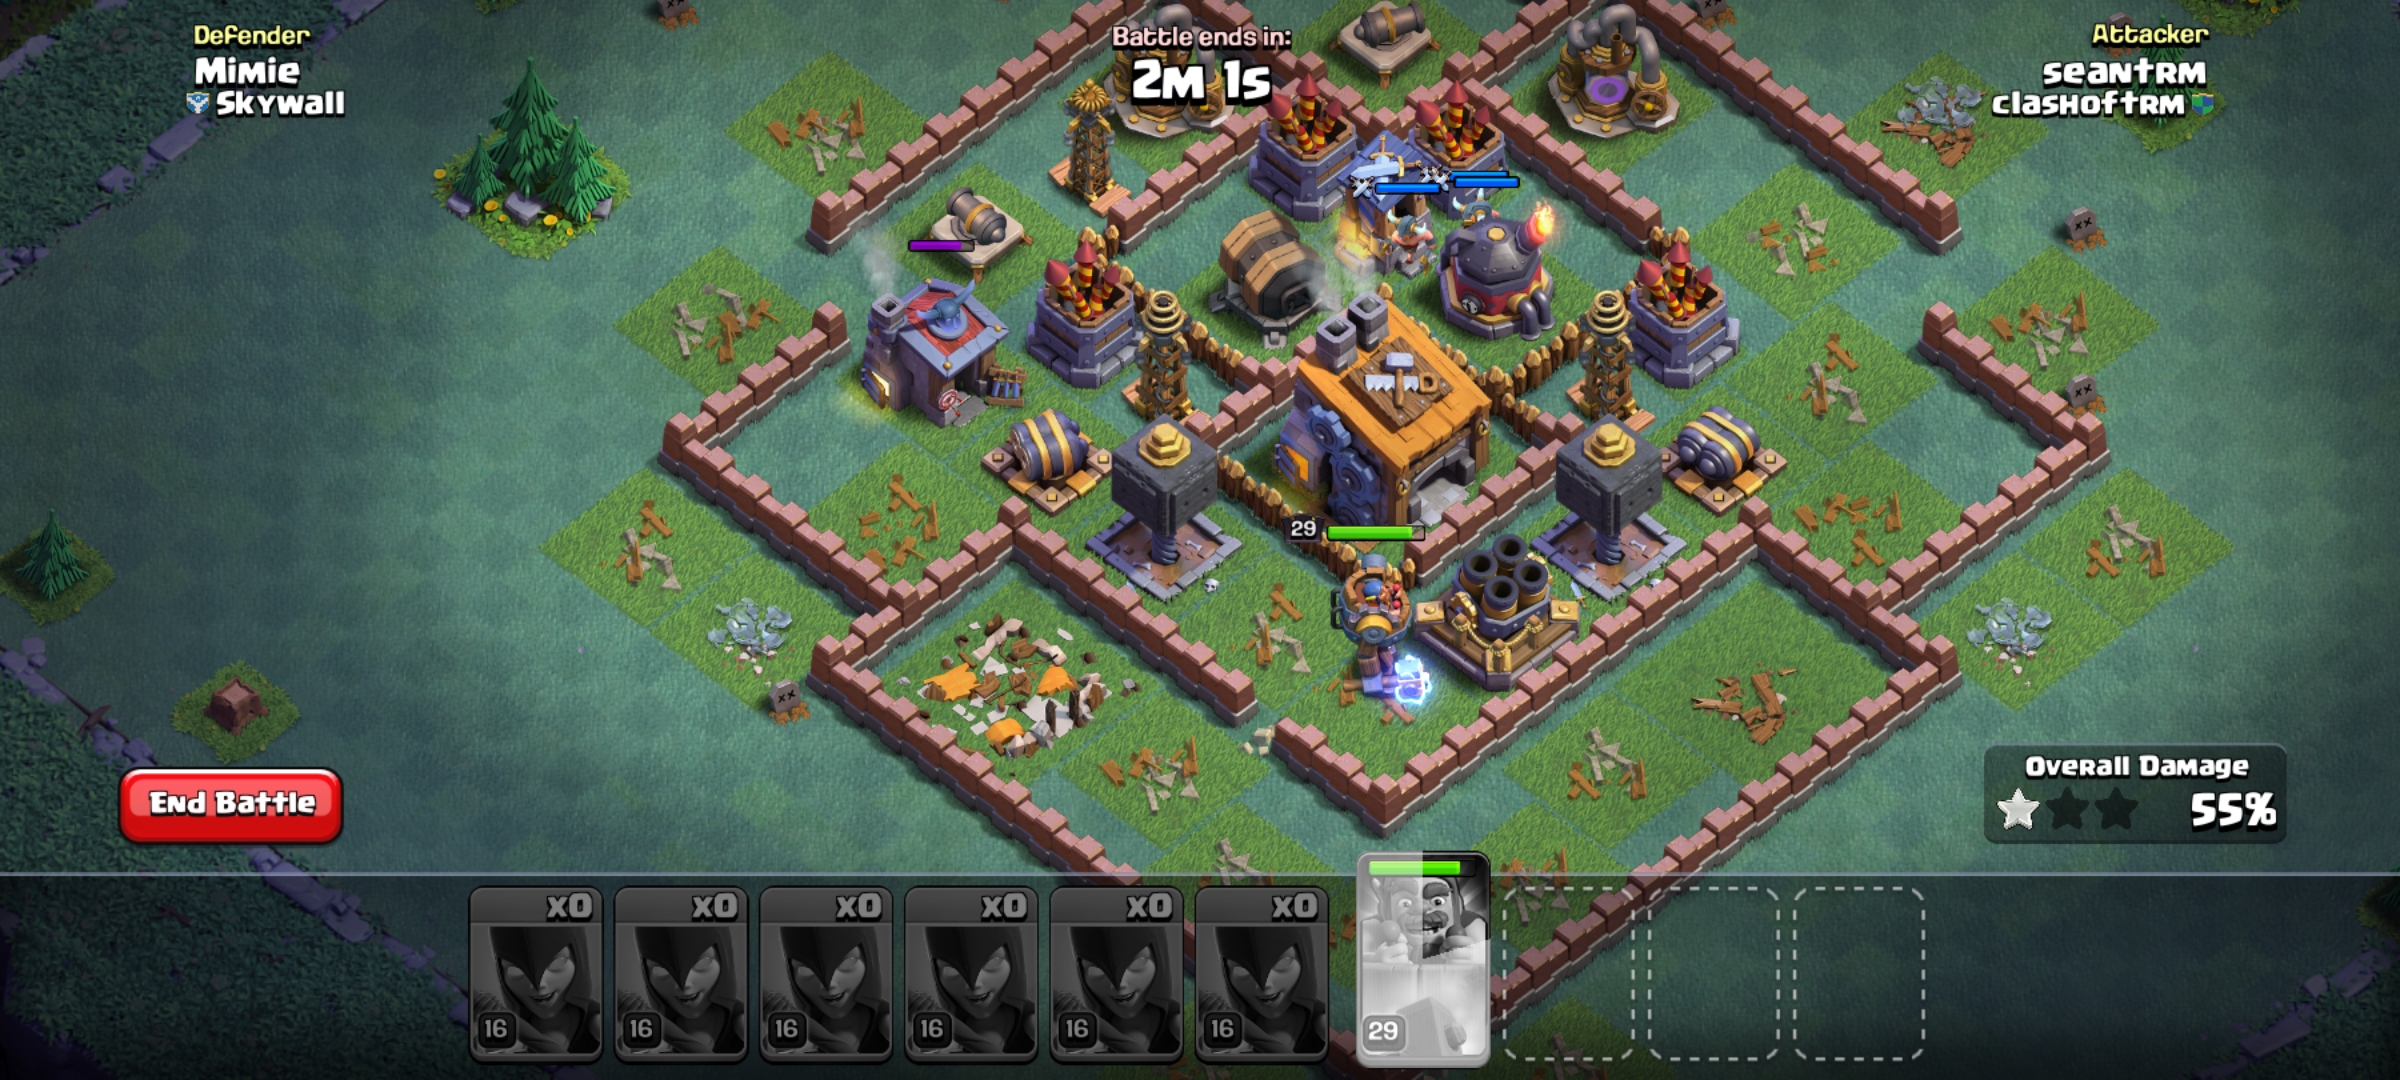 Defender
Mimie
Skywall
Battle ends in:
2M 1s
Attacker
seantrm
clashoftrm
29
End Battle
Overall Damage
55%
x0
x0
x0
x0
x0
x0
16
16
16
16
16
16
29